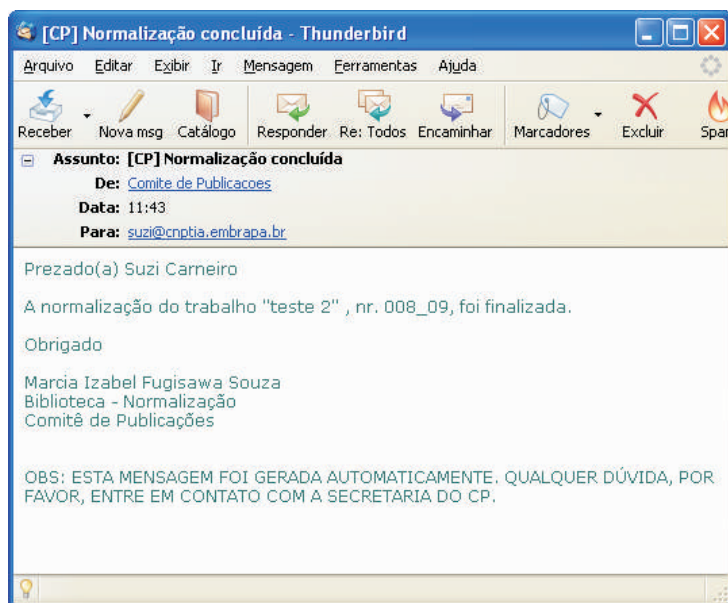 [CP] Normalização concluída - Thunderbird
Arquivo Editar Exibir Ir Mensagem Ferramentas Ajuda
Receber Nova msg Catálogo Responder Re: Todos Encaminhar Marcadores Excluir Spam
Assunto: [CP] Normalização concluída
De: Comite de Publicacoes
Data: 11:43
Para: suzi@cnptia.embrapa.br
Prezado(a) Suzi Carneiro
A normalização do trabalho "teste 2" , nr. 008_09, foi finalizada.
Obrigado
Marcia Izabel Fugisawa Souza
Biblioteca - Normalização
Comitê de Publicações
OBS: ESTA MENSAGEM FOI GERADA AUTOMATICAMENTE. QUALQUER DÚVIDA, POR
FAVOR, ENTRE EM CONTATO COM A SECRETARIA DO CP.